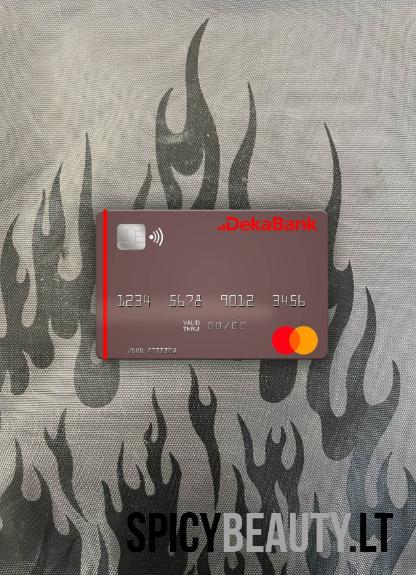 DekaBank
1234 5678 9012 3456
VALID
THRU 00/00
SPICYBEAUTY.LT